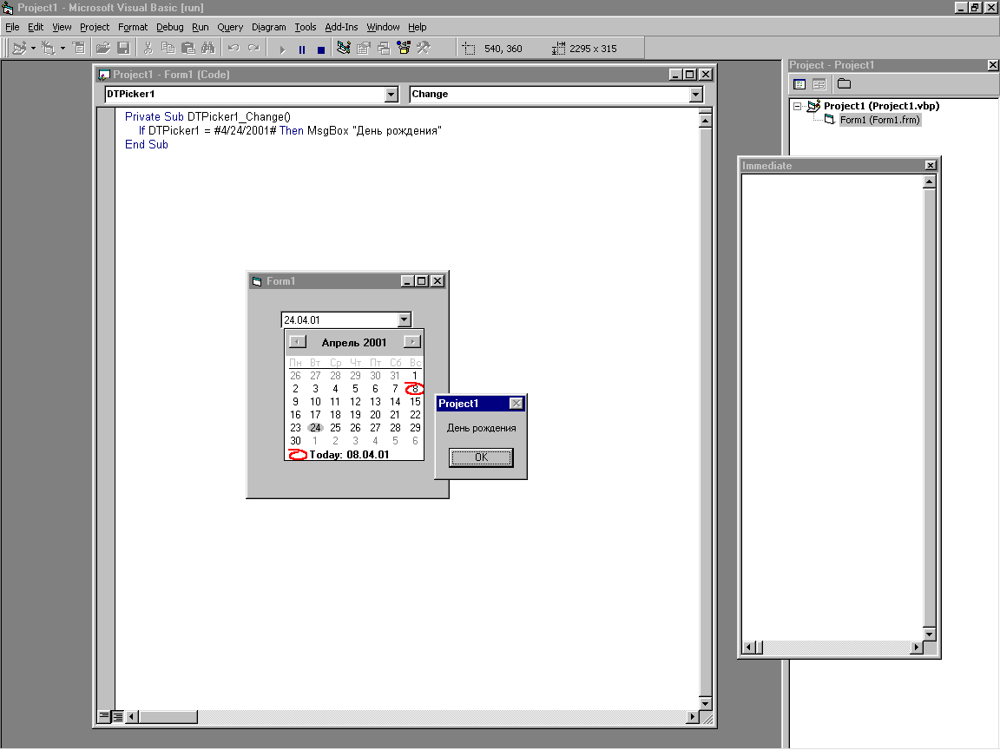 Project1 - Microsoft Visual Basic [run]
File Edit View Project Format Debug Run Query Diagram Tools Add-Ins Window Help
540, 360 2295 x 315
Project1 - Form1 (Code)
DTPicker1 Change
Private Sub DTPicker1_Change()
If DTPicker1 = #4/24/2001# Then MsgBox "День рождения"
End Sub
Project - Project1
Project1 (Project1.vbp)
Form1 (Form1.frm)
Immediate
Form1
24.04.01
Апрель 2001
Пн Вт Ср Чт Пт Сб Вс
26 27 28 29 30 31 1
2 3 4 5 6 7 8
9 10 11 12 13 14 15
16 17 18 19 20 21 22
23 24 25 26 27 28 29
30 1 2 3 4 5 6
Today: 08.04.01
Project1
День рождения
OK